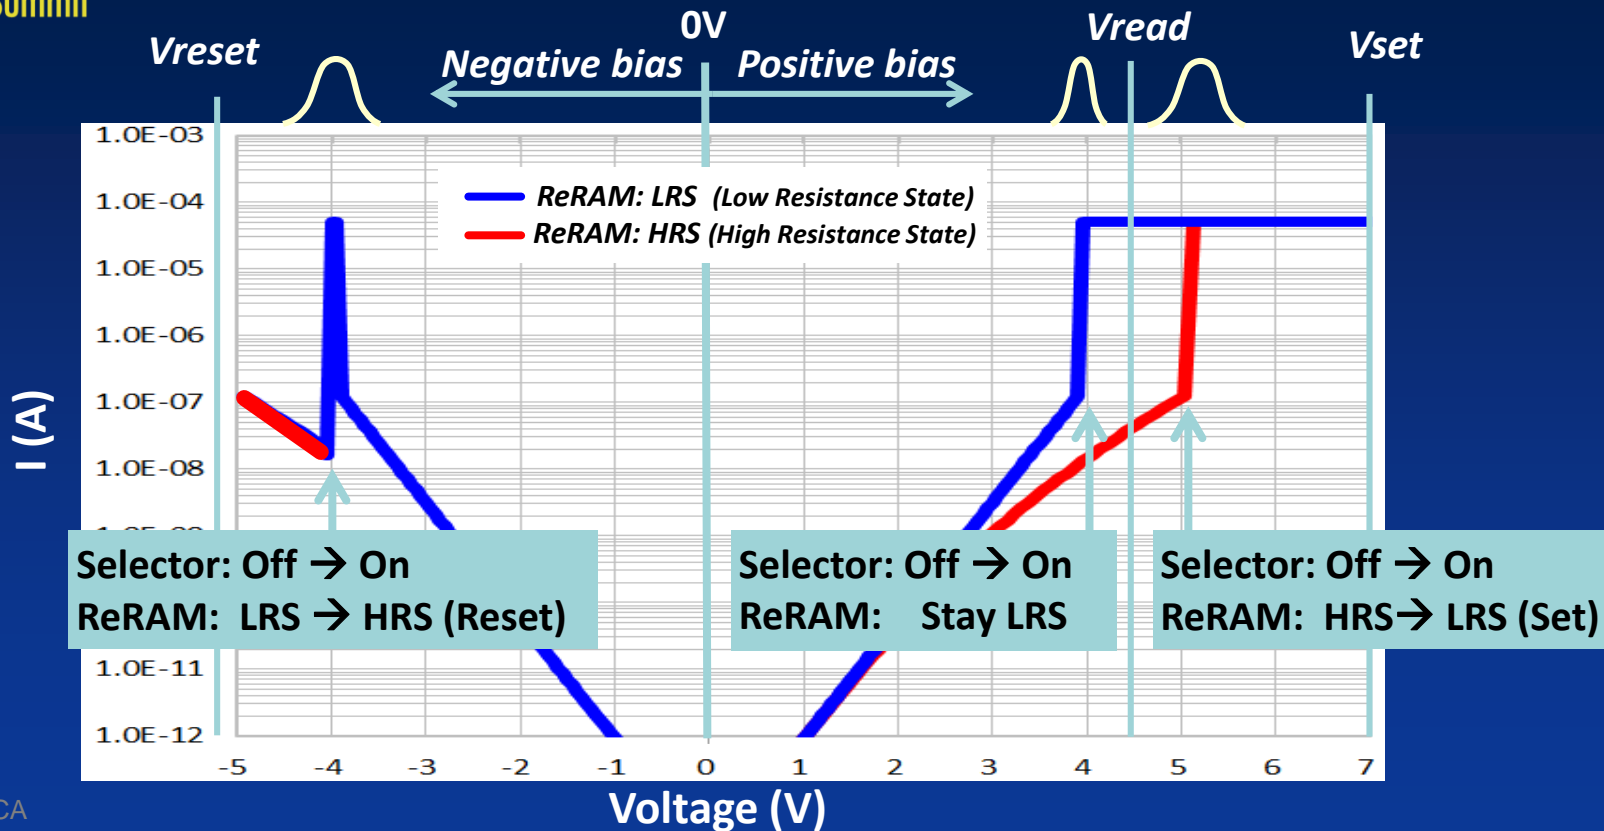 0V
Vreset
Negative bias
Positive bias
Vread
Vset
1.0E-03
1.0E-04
1.0E-05
1.0E-06
1.0E-07
1.0E-08
1.0E-11
1.0E-12
ReRAM: LRS (Low Resistance State)
ReRAM: HRS (High Resistance State)
I (A)
Selector: Off → On
ReRAM: LRS → HRS (Reset)
Selector: Off → On
ReRAM: Stay LRS
Selector: Off → On
ReRAM: HRS→ LRS (Set)
-5 -4 -3 -2 -1 0 1 2 3 4 5 6 7
Voltage (V)
CA